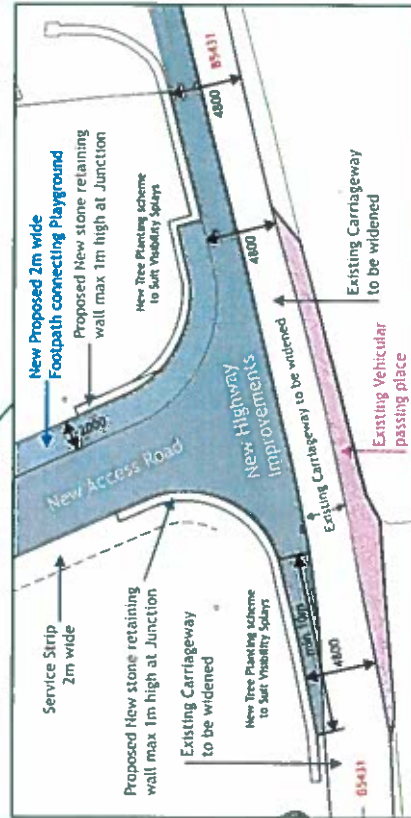 New Proposed 2m wide
Footpath connecting Playground
Proposed New stone retaining
wall max 1m high at Junction
New Tree Planting scheme
to Suit Visibility Splays
B5431
4800
4800
2000
New Access Road
New Highway
Improvements
Service Strip
2m wide
Proposed New stone retaining
wall max 1m high at Junction
Existing Carriageway
to be widened
New Tree Planting scheme
to Suit Visibility Splays
min 10m
Existing Carriageway to be widened
4800
B5431
Existing Carriageway
to be widened
Existing Vehicular
passing place